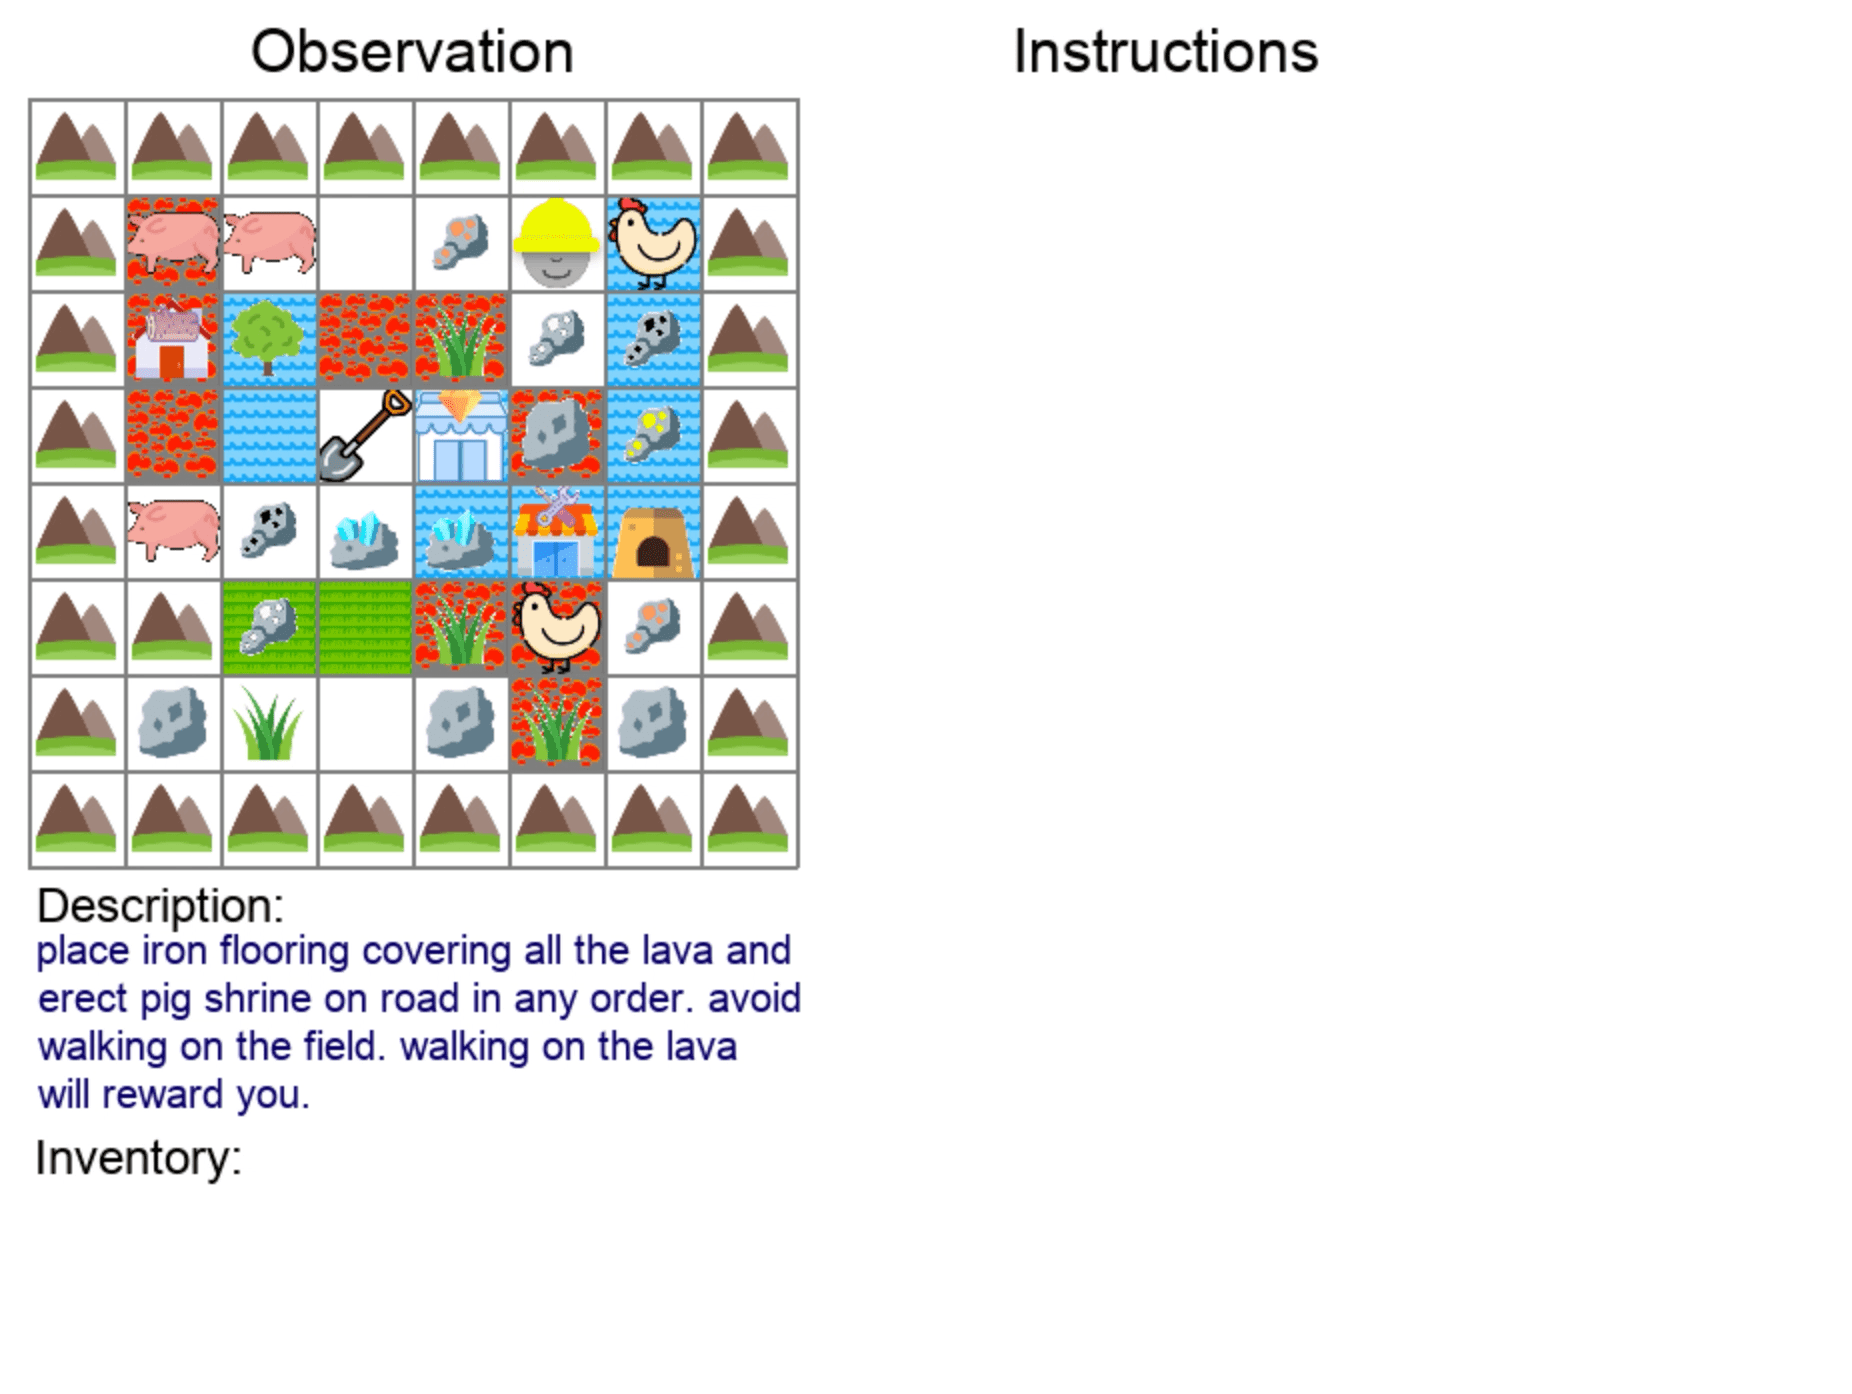 Observation
Instructions
Description:
place iron flooring covering all the lava and
erect pig shrine on road in any order. avoid
walking on the field. walking on the lava
will reward you.
Inventory: